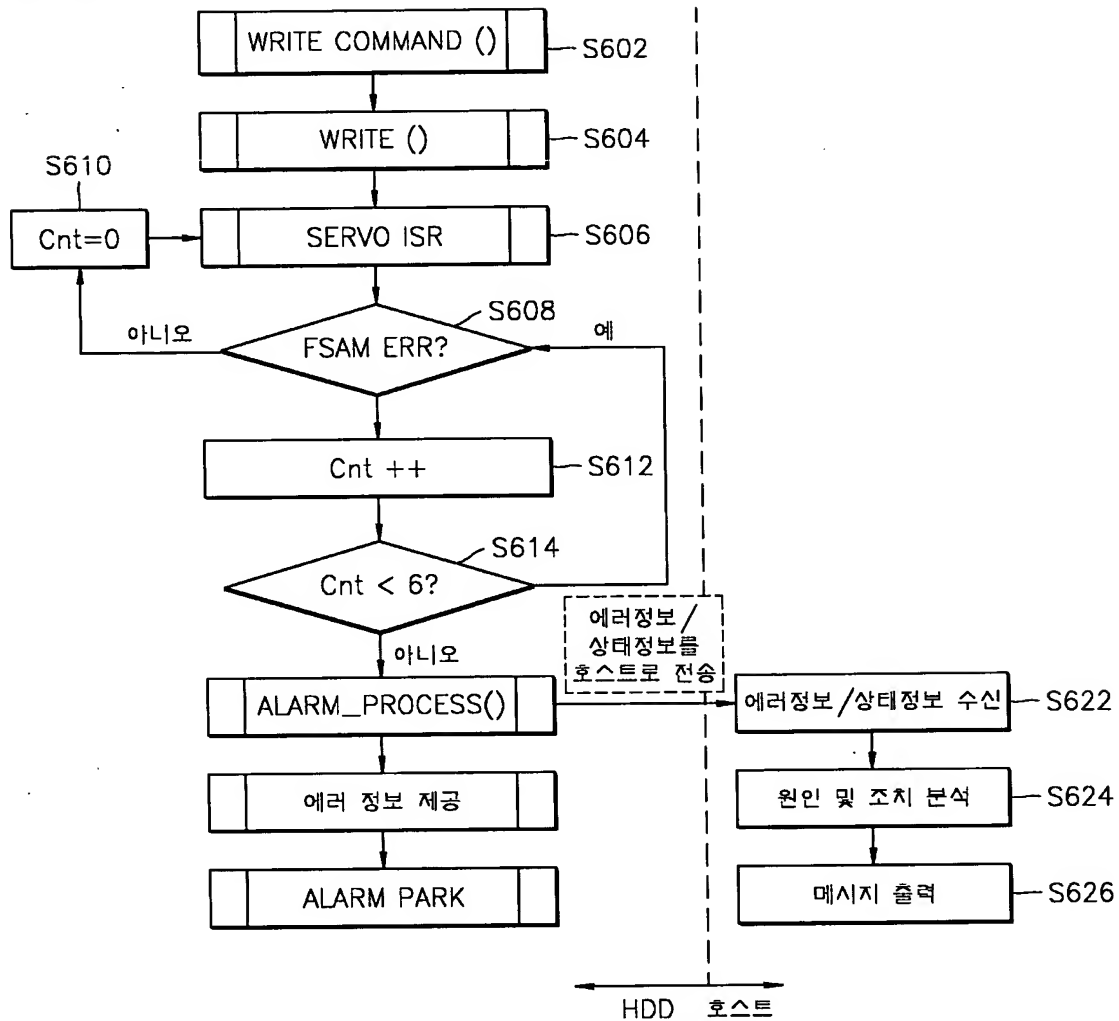 WRITE COMMAND ()
S602
WRITE ()
S604
S610
Cnt=0
SERVO ISR
S606
S608
아니오
예
FSAM ERR?
Cnt ++
S612
S614
Cnt < 6?
에러정보/
상태정보를
호스트로 전송
아니오
ALARM_PROCESS()
에러정보/상태정보 수신
S622
에러 정보 제공
원인 및 조치 분석
S624
ALARM PARK
메시지 출력
S626
HDD 호스트